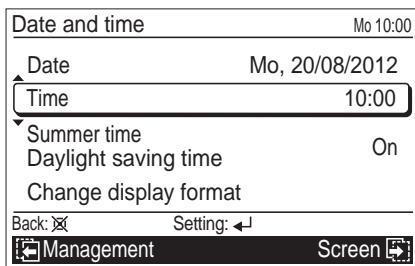 Date and time Mo 10:00
Date Mo, 20/08/2012
Time 10:00
Summer time
Daylight saving time On
Change display format
Back: Setting:
Management Screen